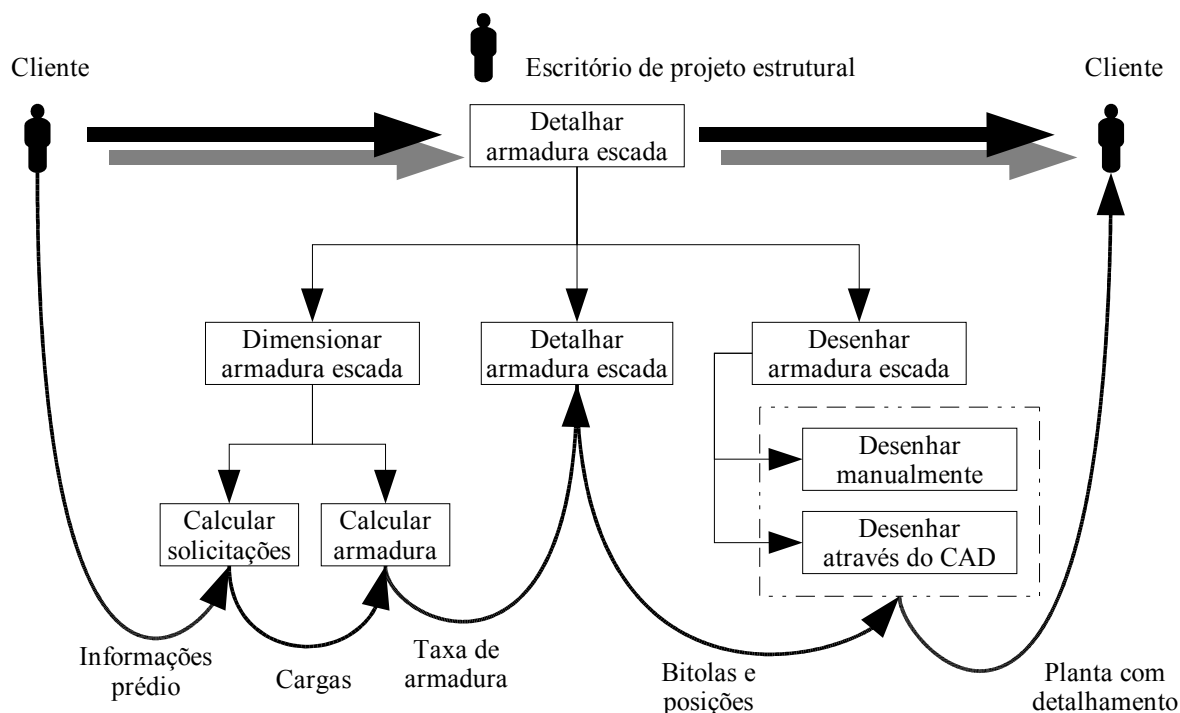 Cliente
Escritório de projeto estrutural
Cliente
Detalhar
armadura escada
Dimensionar
armadura escada
Detalhar
armadura escada
Desenhar
armadura escada
Desenhar
manualmente
Calcular
solicitações
Calcular
armadura
Desenhar
através do CAD
Informações
prédio
Cargas
Taxa de
armadura
Bitolas e
posições
Planta com
detalhamento